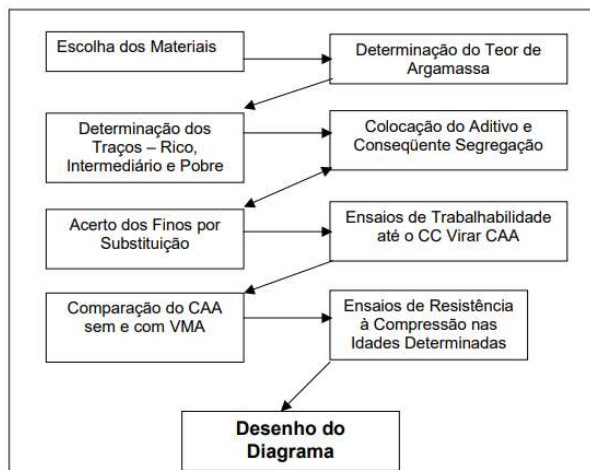 Escolha dos Materiais
Determinação do Teor de
Argamassa
Determinação dos
Traços – Rico,
Intermediário e Pobre
Colocação do Aditivo e
Conseqüente Segregação
Acerto dos Finos por
Substituição
Ensaios de Trabalhabilidade
até o CC Virar CAA
Comparação do CAA
sem e com VMA
Ensaios de Resistência
à Compressão nas
Idades Determinadas
Desenho do
Diagrama